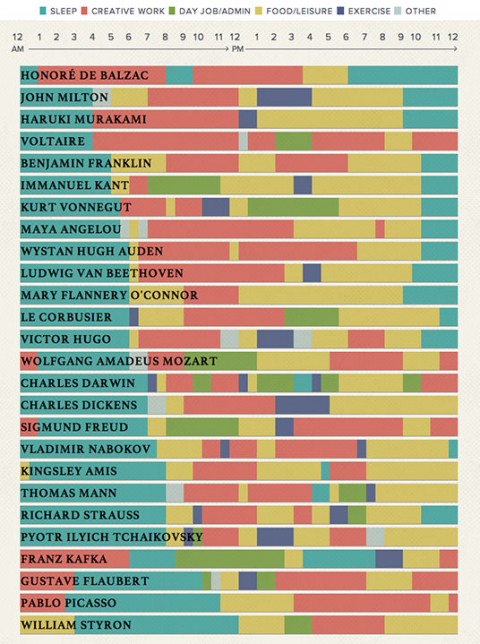 SLEEP CREATIVE WORK DAY JOB/ADMIN FOOD/LEISURE EXERCISE OTHER
12 1 2 3 4 5 6 7 8 9 10 11 12 1 2 3 4 5 6 7 8 9 10 11 12
AM PM
HONORÉ DE BALZAC
JOHN MILTON
HARUKI MURAKAMI
VOLTAIRE
BENJAMIN FRANKLIN
IMMANUEL KANT
KURT VONNEGUT
MAYA ANGELOU
WYSTAN HUGH AUDEN
LUDWIG VAN BEETHOVEN
MARY FLANNERY O'CONNOR
LE CORBUSIER
VICTOR HUGO
WOLFGANG AMADEUS MOZART
CHARLES DARWIN
CHARLES DICKENS
SIGMUND FREUD
VLADIMIR NABOKOV
KINGSLEY AMIS
THOMAS MANN
RICHARD STRAUSS
PYOTR ILYICH TCHAIKOVSKY
FRANZ KAFKA
GUSTAVE FLAUBERT
PABLO PICASSO
WILLIAM STYRON